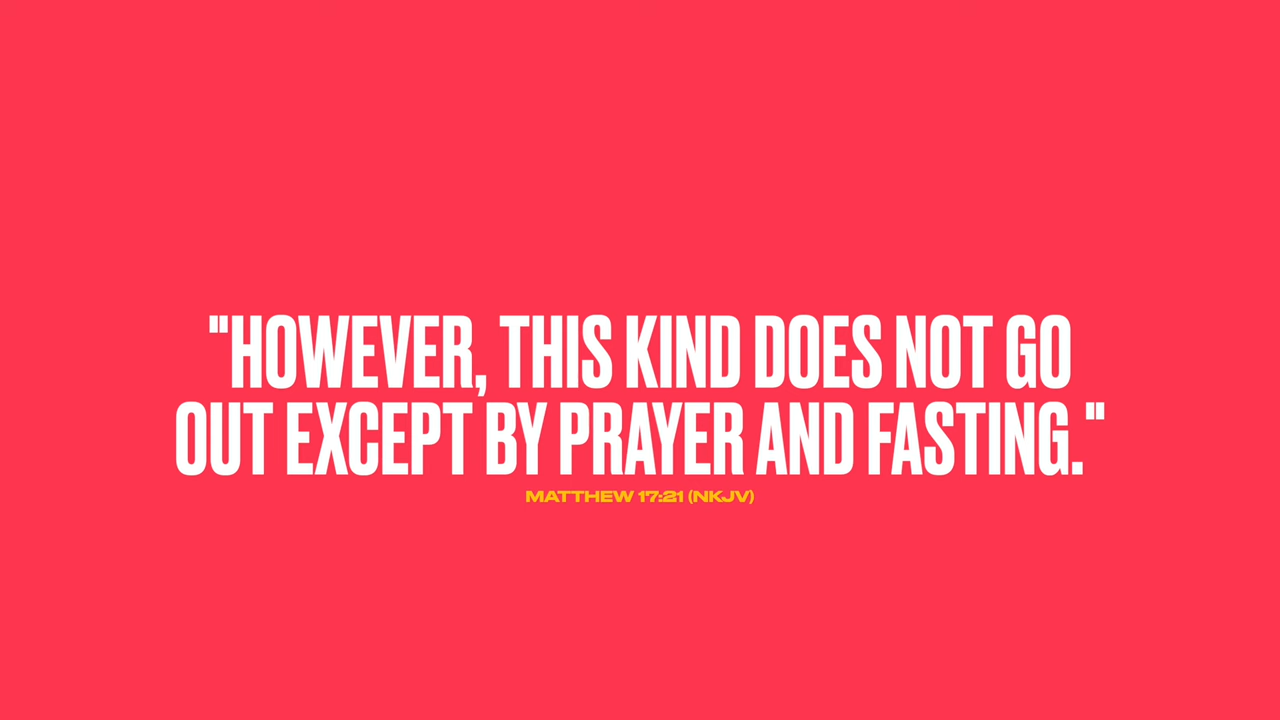 "HOWEVER, THIS KIND DOES NOT GO
OUT EXCEPT BY PRAYER AND FASTING."
MATTHEW 17:21 (NKJV)